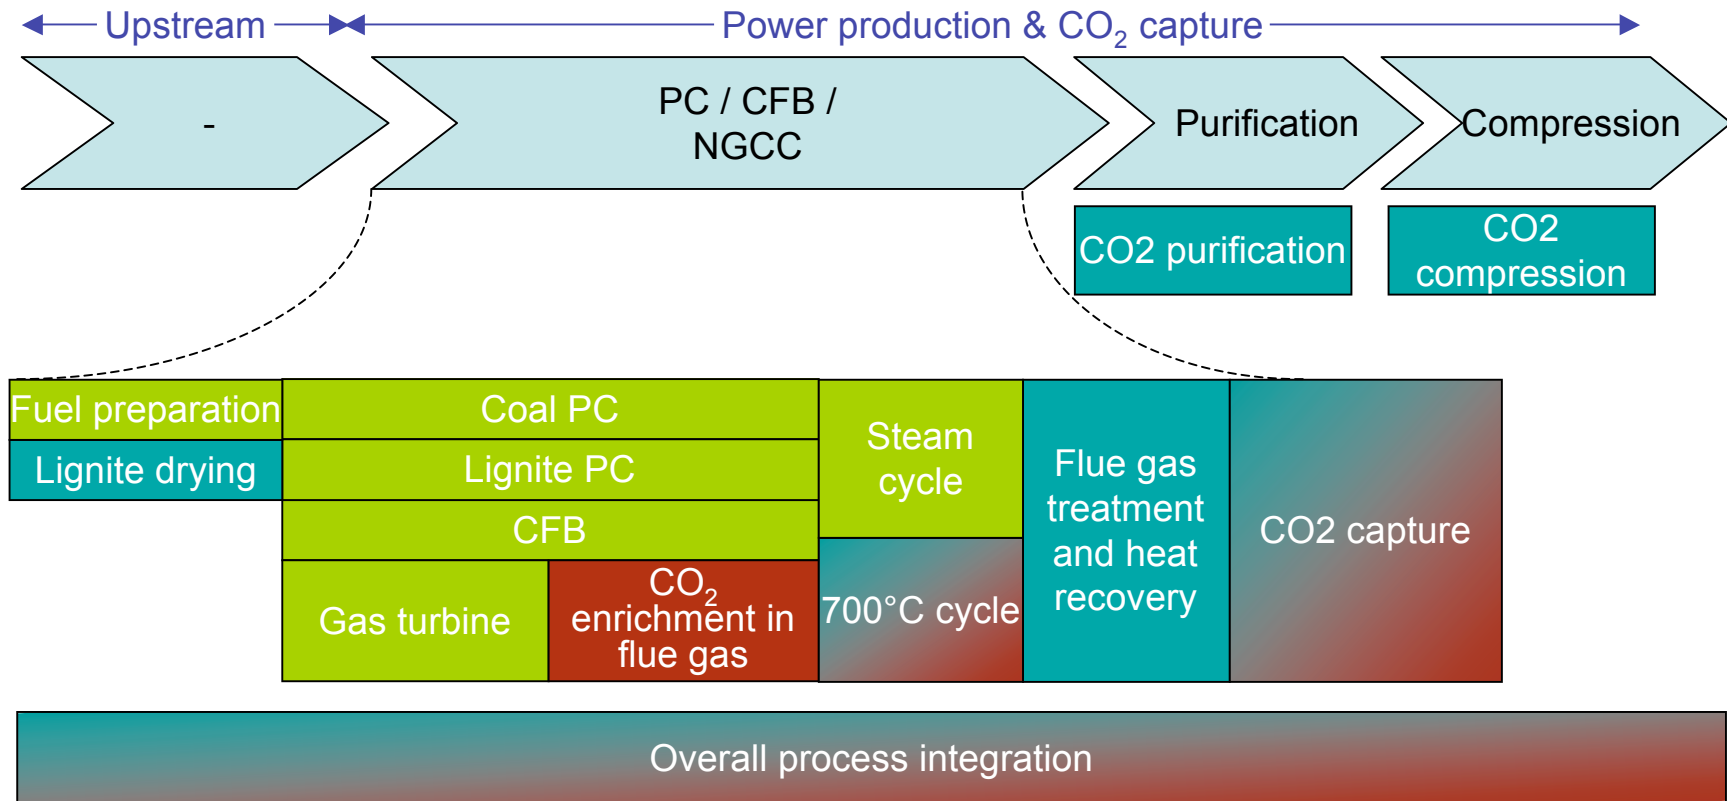 Upstream
Power production & CO₂ capture
-
PC / CFB /
NGCC
Purification
Compression
CO2 purification
CO2
compression
Fuel preparation
Lignite drying
Coal PC
Lignite PC
CFB
Gas turbine
CO₂
enrichment in
flue gas
Steam
cycle
700°C cycle
Flue gas
treatment
and heat
recovery
CO2 capture
Overall process integration